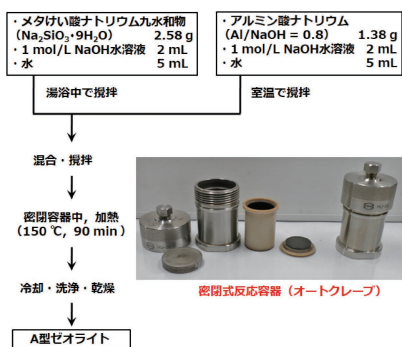 ・メタけい酸ナトリウム九水和物
（Na₂SiO₃・9H₂O） 2.58 g
・1 mol/L NaOH水溶液 2 mL
・水 5 mL
・アルミン酸ナトリウム
（Al/NaOH = 0.8） 1.38 g
・1 mol/L NaOH水溶液 2 mL
・水 5 mL
湯浴中で撹拌
室温で撹拌
混合・撹拌
密閉容器中，加熱
（150 ℃，90 min ）
冷却・洗浄・乾燥
A型ゼオライト
密閉式反応容器（オートクレーブ）